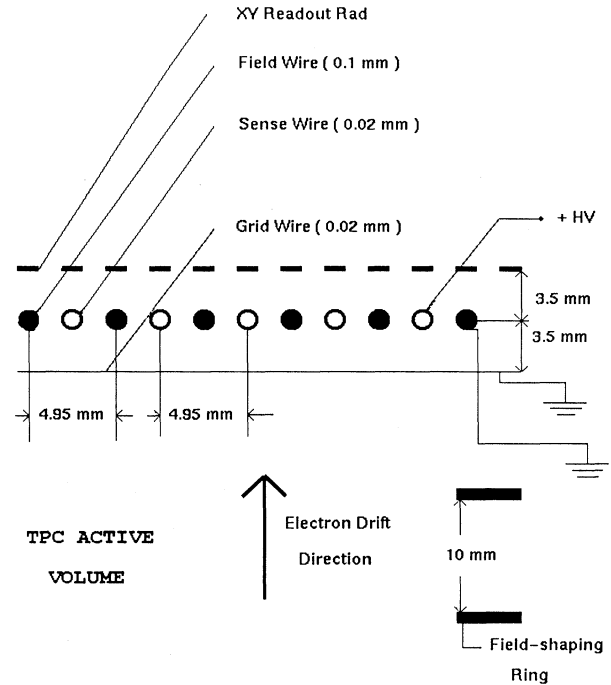 XY Readout Rad
Field Wire ( 0.1 mm )
Sense Wire ( 0.02 mm )
Grid Wire ( 0.02 mm )
+ HV
3.5 mm
3.5 mm
4.95 mm
4.95 mm
Electron Drift
Direction
TPC ACTIVE
VOLUME
10 mm
Field-shaping
Ring